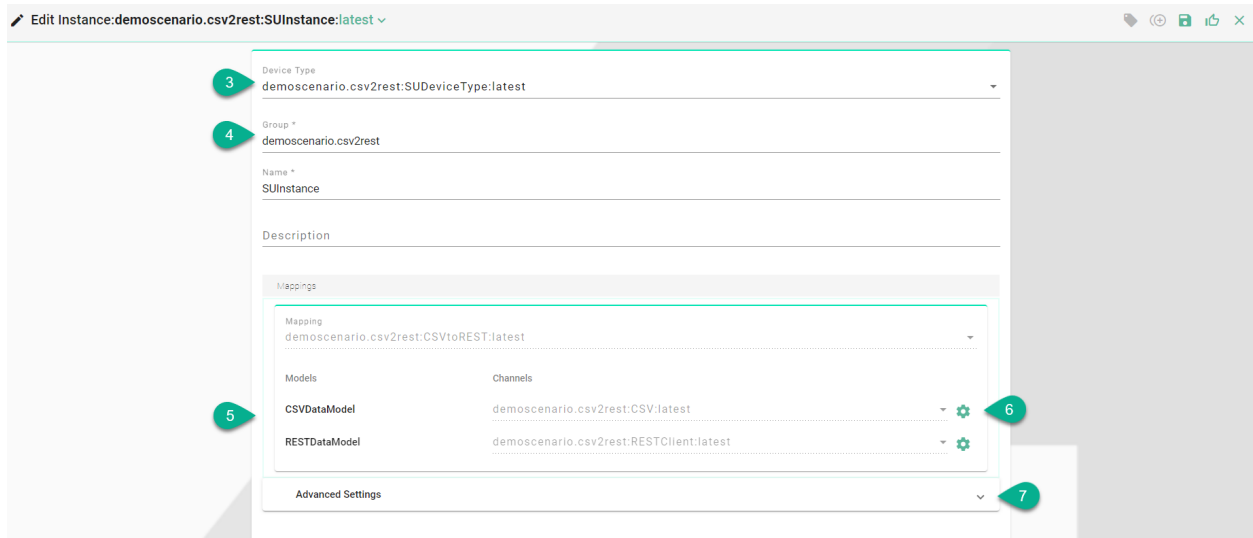 Edit Instance:demoscenario.csv2rest:SUInstance:latest
Device Type
3
demoscenario.csv2rest:SUDeviceType:latest
Group *
4
demoscenario.csv2rest
Name *
SUInstance
Description
Mappings
Mapping
demoscenario.csv2rest:CSVtoREST:latest
Models Channels
5 CSVDataModel demoscenario.csv2rest:CSV:latest 6
RESTDataModel demoscenario.csv2rest:RESTClient:latest
Advanced Settings 7